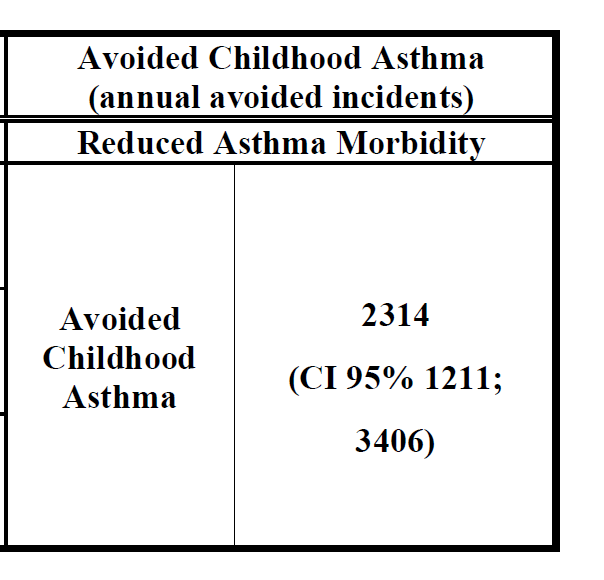 Avoided Childhood Asthma
(annual avoided incidents)
Reduced Asthma Morbidity
Avoided
Childhood
Asthma
2314
(CI 95% 1211;
3406)